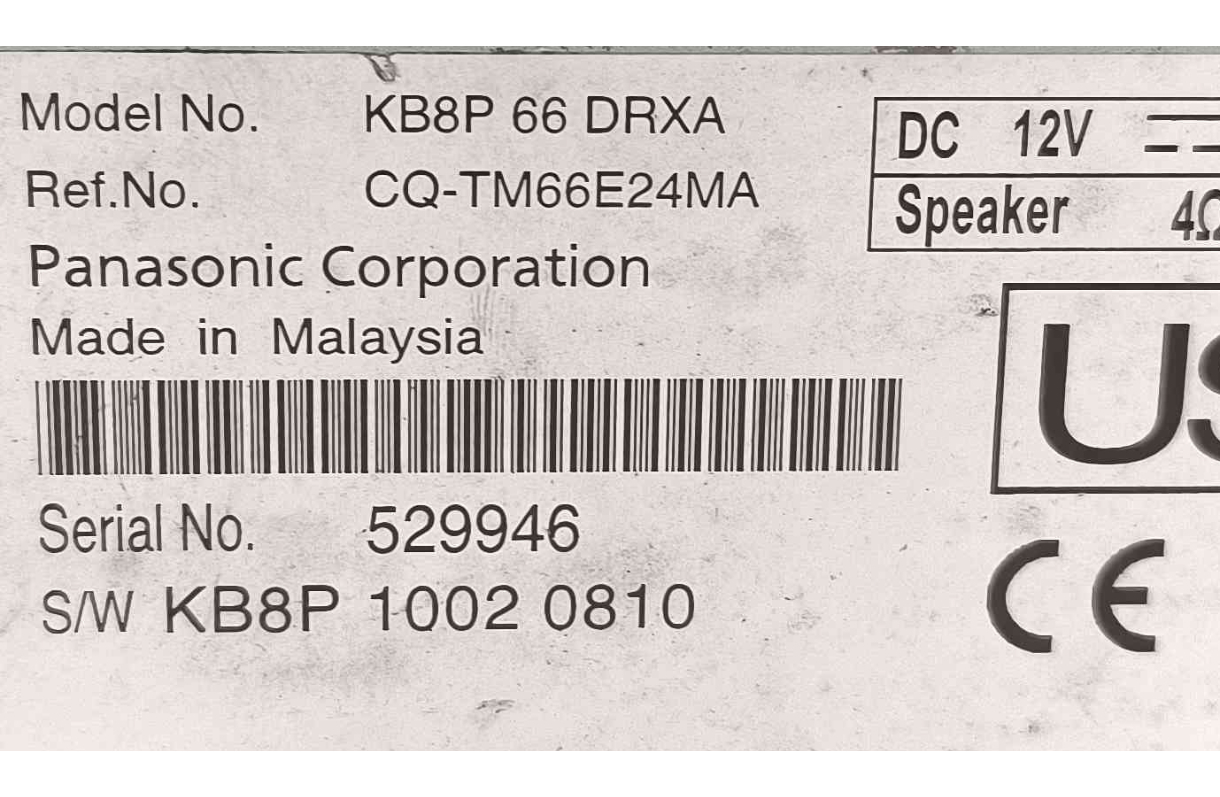 Model No. KB8P 66 DRXA
Ref.No. CQ-TM66E24MA
Panasonic Corporation
Made in Malaysia
Serial No. 529946
S/W KB8P 1002 0810
DC 12V
Speaker 4Ω
US
CE